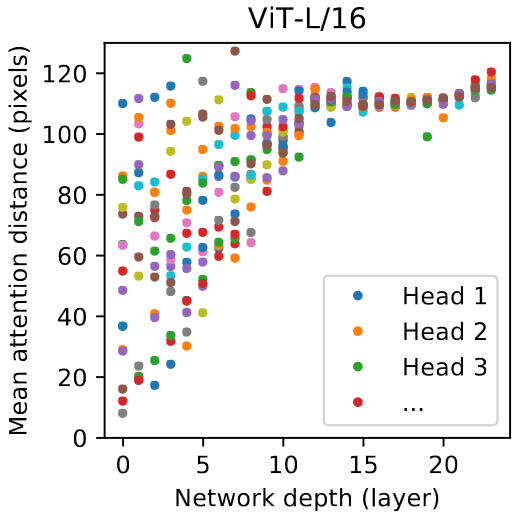 ViT-L/16
Mean attention distance (pixels)
120
100
80
60
40
20
0
Head 1
Head 2
Head 3
...
0 5 10 15 20
Network depth (layer)